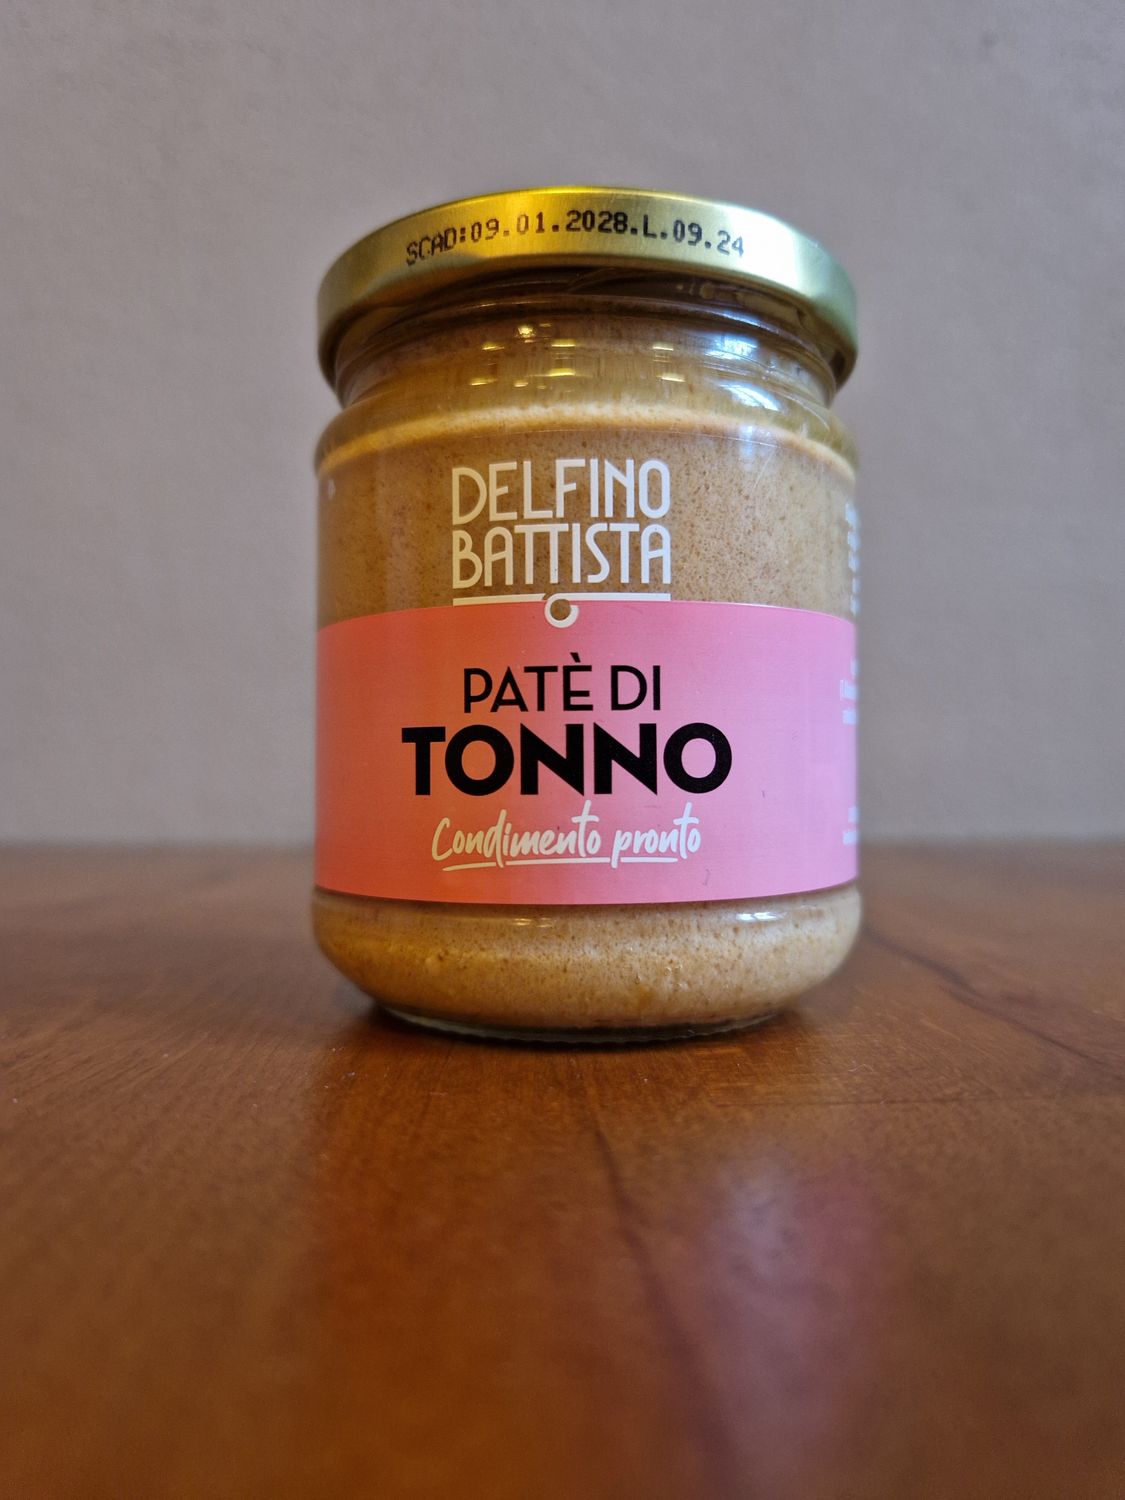 SCAD:09.01.2028.L.09.24
DELFINO
BATTISTA
PATÈ DI
TONNO
Condimento pronto